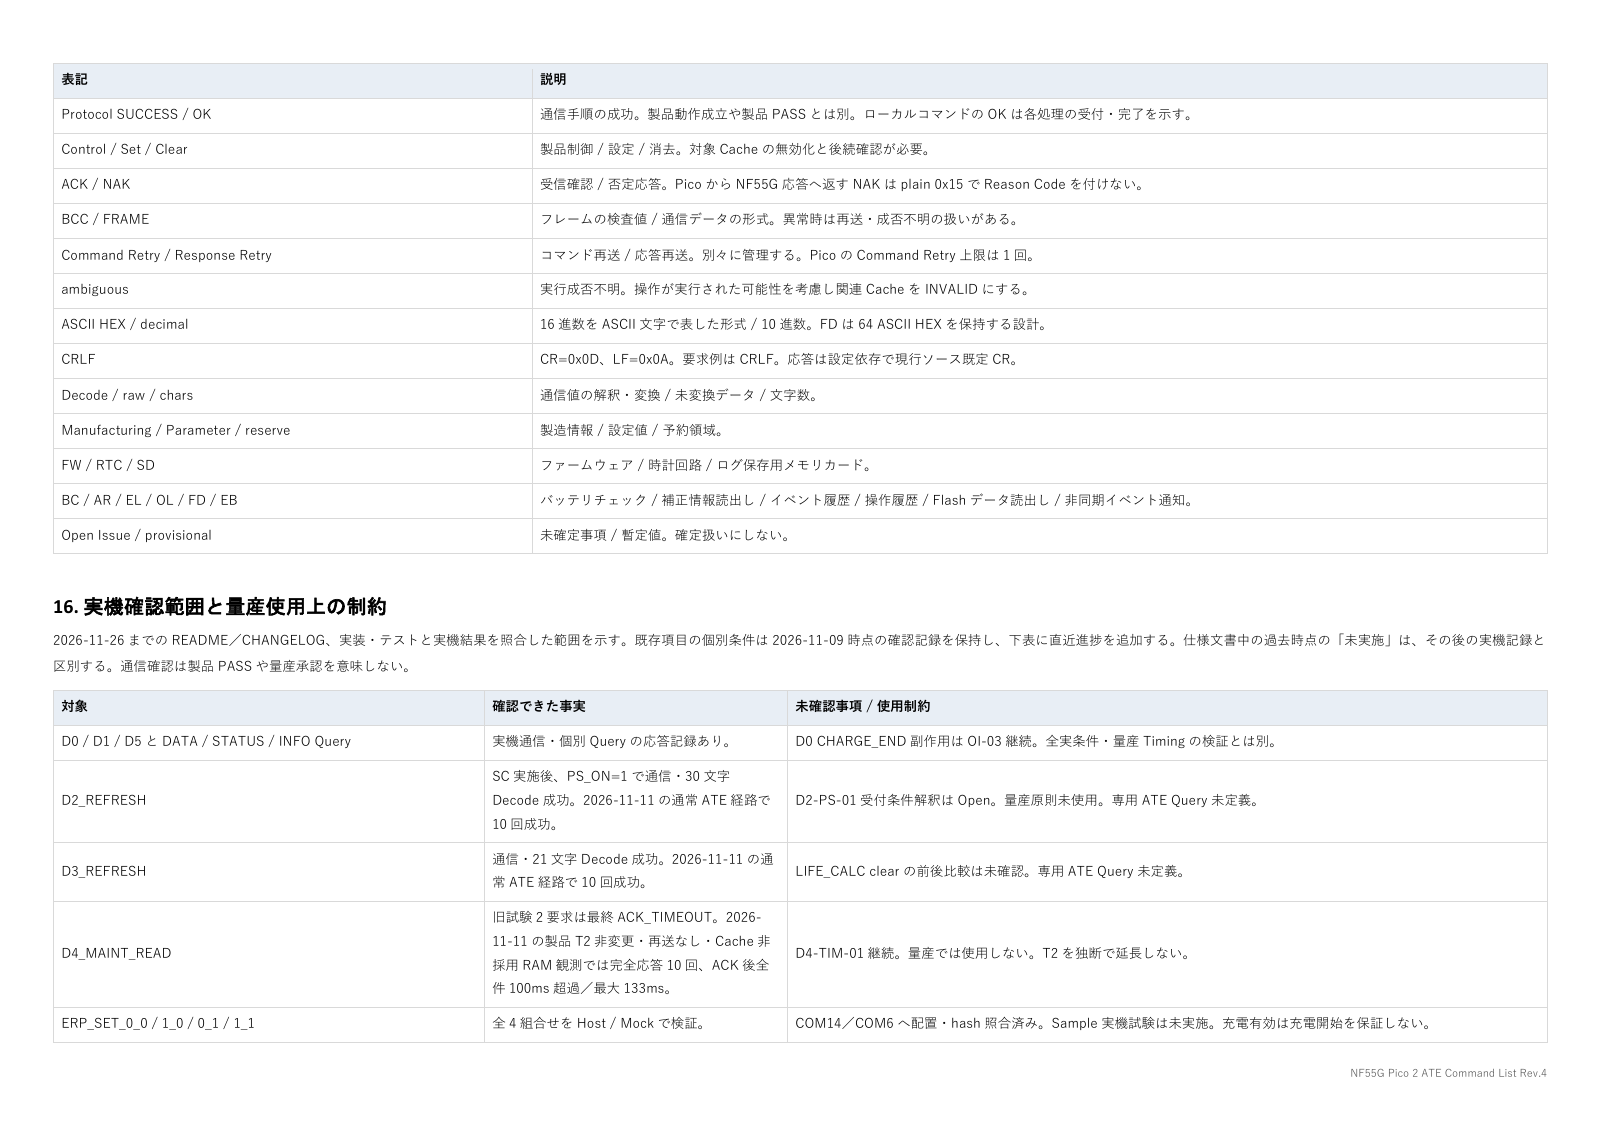 表記 説明
Protocol SUCCESS / OK 通信手順の成功。製品動作成立や製品 PASS とは別。ローカルコマンドの OK は各処理の受付・完了を示す。
Control / Set / Clear 製品制御 / 設定 / 消去。対象 Cache の無効化と後続確認が必要。
ACK / NAK 受信確認 / 否定応答。Pico から NF55G 応答へ返す NAK は plain 0x15 で Reason Code を付けない。
BCC / FRAME フレームの検査値 / 通信データの形式。異常時は再送・成否不明の扱いがある。
Command Retry / Response Retry コマンド再送 / 応答再送。別々に管理する。Pico の Command Retry 上限は 1 回。
ambiguous 実行成否不明。操作が実行された可能性を考慮し関連 Cache を INVALID にする。
ASCII HEX / decimal 16 進数を ASCII 文字で表した形式 / 10 進数。FD は 64 ASCII HEX を保持する設計。
CRLF CR=0x0D、LF=0x0A。要求例は CRLF。応答は設定依存で現行ソース既定 CR。
Decode / raw / chars 通信値の解釈・変換 / 未変換データ / 文字数。
Manufacturing / Parameter / reserve 製造情報 / 設定値 / 予約領域。
FW / RTC / SD ファームウェア / 時計回路 / ログ保存用メモリカード。
BC / AR / EL / OL / FD / EB バッテリチェック / 補正情報読出し / イベント履歴 / 操作履歴 / Flash データ読出し / 非同期イベント通知。
Open Issue / provisional 未確定事項 / 暫定値。確定扱いにしない。
16. 実機確認範囲と量産使用上の制約
2026-11-26 までの README／CHANGELOG、実装・テストと実機結果を照合した範囲を示す。既存項目の個別条件は 2026-11-09 時点の確認記録を保持し、下表に直近進捗を追加する。仕様文書中の過去時点の「未実施」は、その後の実機記録と
区別する。通信確認は製品 PASS や量産承認を意味しない。
対象 確認できた事実 未確認事項 / 使用制約
D0 / D1 / D5 と DATA / STATUS / INFO Query 実機通信・個別 Query の応答記録あり。 D0 CHARGE_END 副作用は OI-03 継続。全実条件・量産 Timing の検証とは別。
D2_REFRESH
SC 実施後、PS_ON=1 で通信・30 文字
Decode 成功。2026-11-11 の通常 ATE 経路で
10 回成功。
D2-PS-01 受付条件解釈は Open。量産原則未使用。専用 ATE Query 未定義。
D3_REFRESH
通信・21 文字 Decode 成功。2026-11-11 の通
常 ATE 経路で 10 回成功。
LIFE_CALC clear の前後比較は未確認。専用 ATE Query 未定義。
D4_MAINT_READ
旧試験 2 要求は最終 ACK_TIMEOUT。2026-
11-11 の製品 T2 非変更・再送なし・Cache 非
採用 RAM 観測では完全応答 10 回、ACK 後全
件 100ms 超過／最大 133ms。
D4-TIM-01 継続。量産では使用しない。T2 を独断で延長しない。
ERP_SET_0_0 / 1_0 / 0_1 / 1_1 全 4 組合せを Host / Mock で検証。 COM14／COM6 へ配置・hash 照合済み。Sample 実機試験は未実施。充電有効は充電開始を保証しない。
NF55G Pico 2 ATE Command List Rev.4